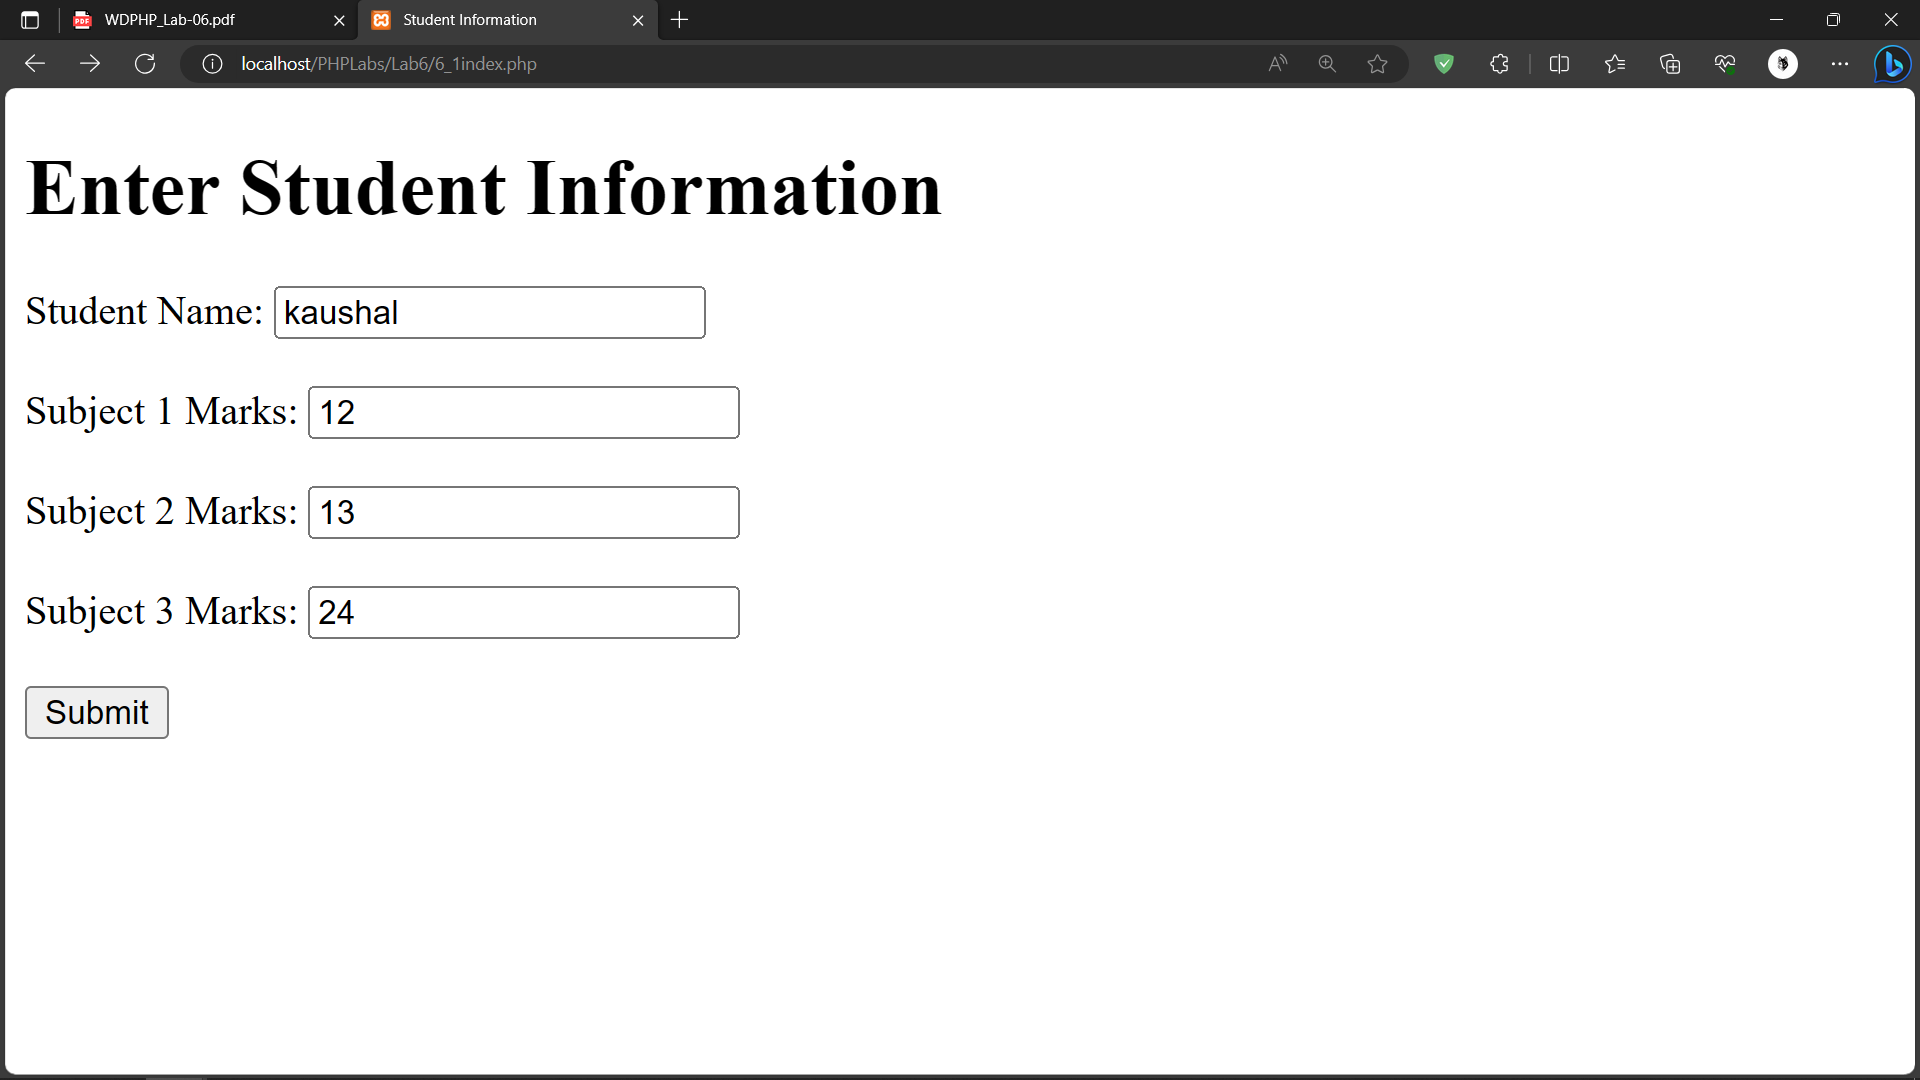 WDPHP_Lab-06.pdf
Student Information
localhost/PHPLabs/Lab6/6_1index.php
Enter Student Information
Student Name: kaushal
Subject 1 Marks: 12
Subject 2 Marks: 13
Subject 3 Marks: 24
Submit